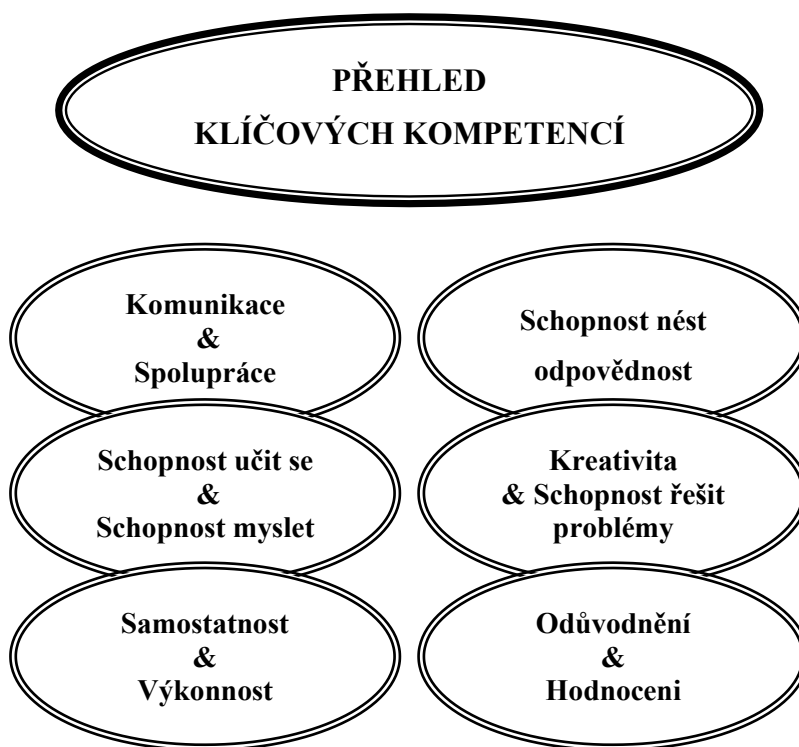 PŘEHLED
KLÍČOVÝCH KOMPETENCÍ
Komunikace
&
Spolupráce
Schopnost nést
odpovědnost
Schopnost učit se
&
Schopnost myslet
Kreativita
& Schopnost řešit
problémy
Samostatnost
&
Výkonnost
Odůvodnění
&
Hodnoceni